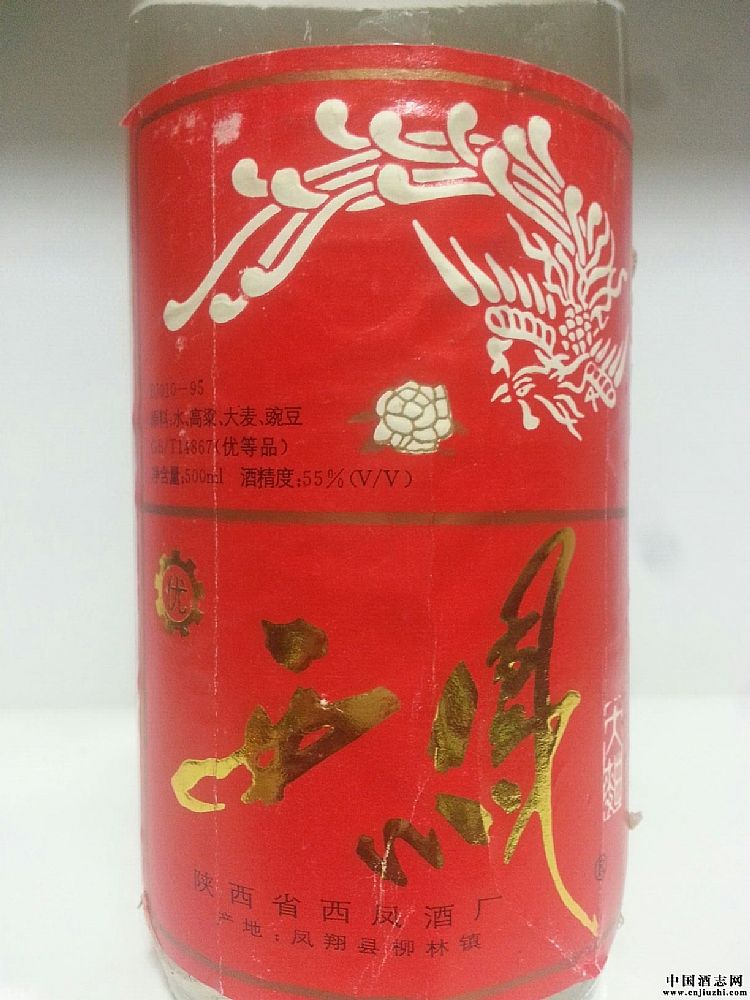 原料:水、高粱、大麦、豌豆
GB/T14867(优等品)
净含量:500ml 酒精度:55%(V/V)
优
西凤
大麯
陕西省西凤酒厂
产地:凤翔县柳林镇
中国酒志网
www.cnjiuzhi.com